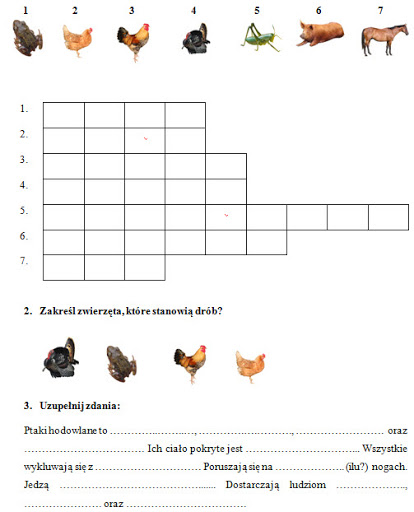 1 2 3 4 5 6 7
1.
2.
3.
4.
5.
6.
7.
2. Zakreśl zwierzęta, które stanowią drób?
3. Uzupełnij zdania:
Ptaki hodowlane to ……………………, ………………………, ……………………… oraz
……………………………. Ich ciało pokryte jest ………………………….. Wszystkie
wykluwają się z ……………………………. Poruszają się na ………………… (ilu?) nogach.
Jedzą ……………………………………..... Dostarczają ludziom …………………,
…………………… oraz ……………………………